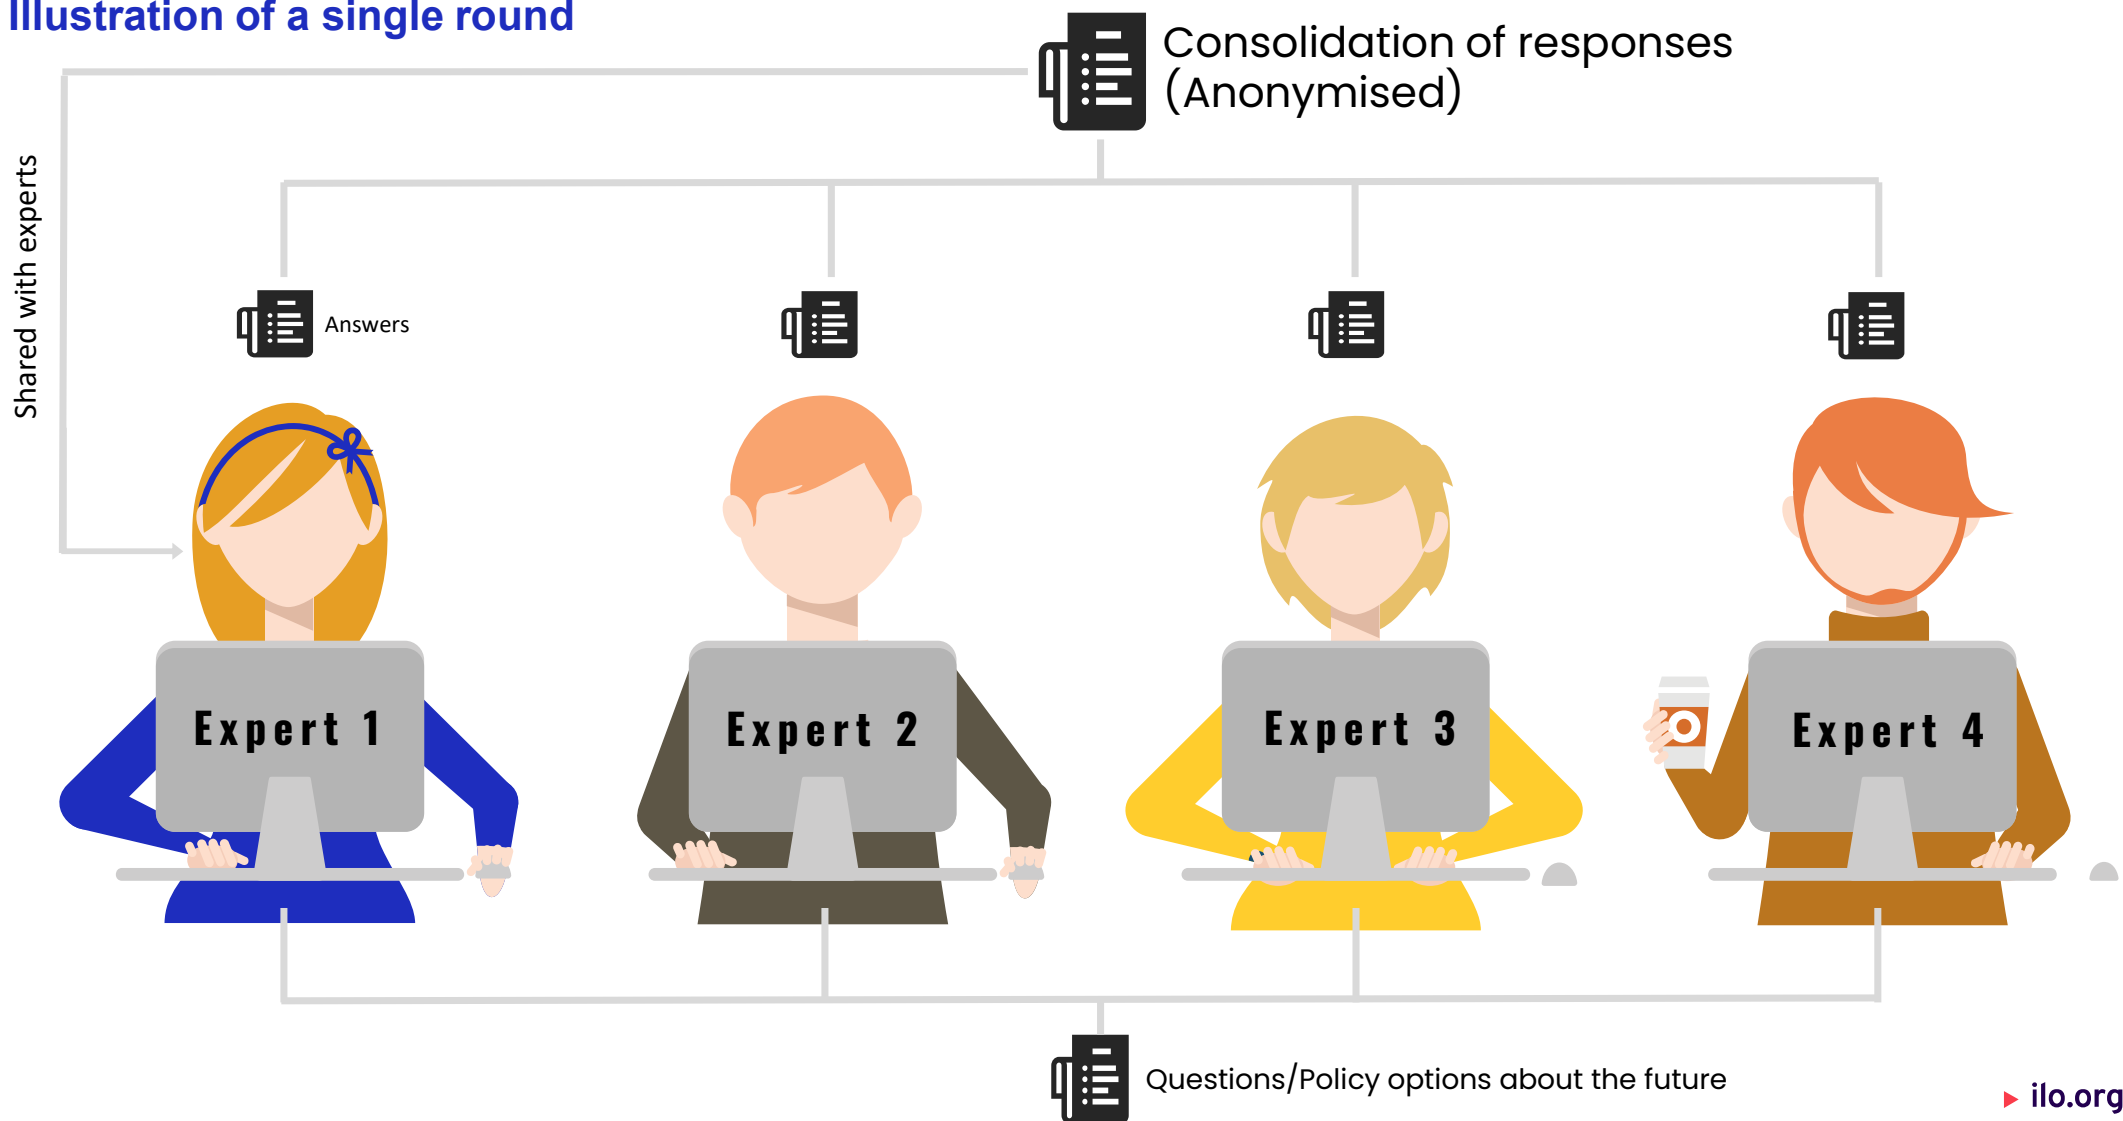 Illustration of a single round
Consolidation of responses
(Anonymised)
Shared with experts
Answers
Expert 1
Expert 2
Expert 3
Expert 4
Questions/Policy options about the future
ilo.org